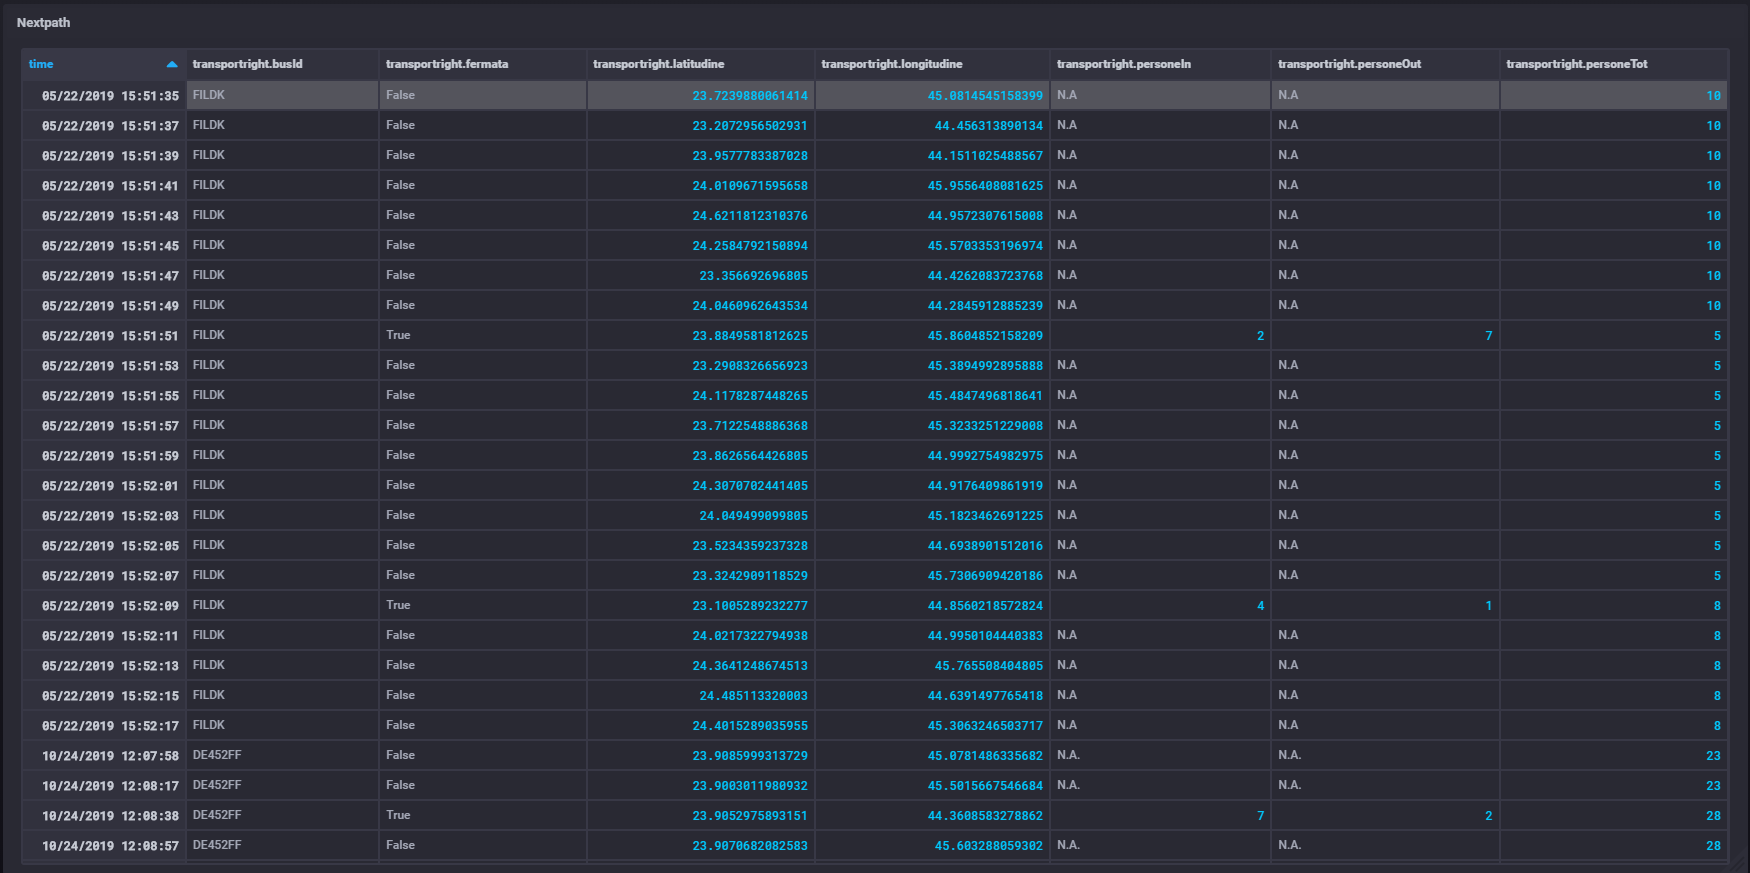 Nextpath
time transportright.busId transportright.fermata transportright.latitudine transportright.longitudine transportright.personeIn transportright.personeOut transportright.personeTot
05/22/2019 15:51:35 FILDK False 23.7239880061414 45.0814545158399 N.A N.A 10
05/22/2019 15:51:37 FILDK False 23.2072956502931 44.456313890134 N.A N.A 10
05/22/2019 15:51:39 FILDK False 23.9577783387028 44.1511025488567 N.A N.A 10
05/22/2019 15:51:41 FILDK False 24.0109671595658 45.9556408081625 N.A N.A 10
05/22/2019 15:51:43 FILDK False 24.6211812310376 44.9572307615008 N.A N.A 10
05/22/2019 15:51:45 FILDK False 24.2584792150894 45.5703353196974 N.A N.A 10
05/22/2019 15:51:47 FILDK False 23.356692696805 44.4262083723768 N.A N.A 10
05/22/2019 15:51:49 FILDK False 24.0460962643534 44.2845912885239 N.A N.A 10
05/22/2019 15:51:51 FILDK True 23.8849581812625 45.8604852158209 2 7 5
05/22/2019 15:51:53 FILDK False 23.2908326656923 45.3894992895888 N.A N.A 5
05/22/2019 15:51:55 FILDK False 24.1178287448265 45.4847496818641 N.A N.A 5
05/22/2019 15:51:57 FILDK False 23.7122548886368 45.3233251229008 N.A N.A 5
05/22/2019 15:51:59 FILDK False 23.8626564426805 44.9992754982975 N.A N.A 5
05/22/2019 15:52:01 FILDK False 24.3070702441405 44.9176409861919 N.A N.A 5
05/22/2019 15:52:03 FILDK False 24.049499099805 45.1823462691225 N.A N.A 5
05/22/2019 15:52:05 FILDK False 23.5234359237328 44.6938901512016 N.A N.A 5
05/22/2019 15:52:07 FILDK False 23.3242909118529 45.7306909420186 N.A N.A 5
05/22/2019 15:52:09 FILDK True 23.1005289232277 44.8560218572824 4 1 8
05/22/2019 15:52:11 FILDK False 24.0217322794938 44.9950104440383 N.A N.A 8
05/22/2019 15:52:13 FILDK False 24.3641248674513 45.765508404805 N.A N.A 8
05/22/2019 15:52:15 FILDK False 24.485113320003 44.6391497765418 N.A N.A 8
05/22/2019 15:52:17 FILDK False 24.4015289035955 45.3063246503717 N.A N.A 8
10/24/2019 12:07:58 DE452FF False 23.9085999313729 45.0781486335682 N.A. N.A. 23
10/24/2019 12:08:17 DE452FF False 23.9003011980932 45.5015667546684 N.A. N.A. 23
10/24/2019 12:08:38 DE452FF True 23.9052975893151 44.3608583278862 7 2 28
10/24/2019 12:08:57 DE452FF False 23.9070682082583 45.603288059302 N.A. N.A. 28